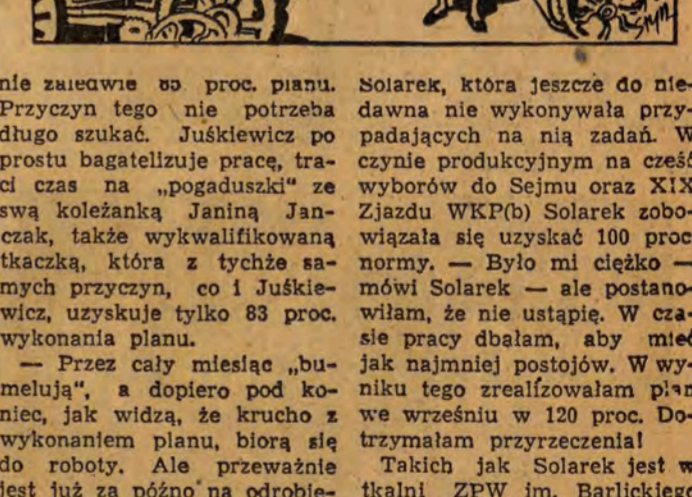 nie zaledwie 85 proc. planu.
Przyczyn tego nie potrzeba
długo szukać. Juśkiewicz po
prostu bagatelizuje pracę, tra-
ci czas na „pogaduszki“ ze
swą koleżanką Janiną Jan-
czak, także wykwalifikowaną
tkaczką, która z tychże sa-
mych przyczyn, co i Juśkie-
wicz, uzyskuje tylko 83 proc.
wykonania planu.
— Przez cały miesiąc „bu-
melują“, a dopiero pod ko-
niec, jak widzą, że krucho z
wykonaniem planu, biorą się
do roboty. Ale przeważnie
jest już za późno na odrobie-
Solarek, która jeszcze do nie-
dawna nie wykonywała przy-
padających na nią zadań. W
czynie produkcyjnym na cześć
wyborów do Sejmu oraz XIX
Zjazdu WKP(b) Solarek zobo-
wiązała się uzyskać 100 proc
normy. — Było mi ciężko —
mówi Solarek — ale postano-
wiłam, że nie ustąpię. W cza-
sie pracy dbałam, aby mieć
jak najmniej postojów. W wy-
niku tego zrealizowałam plan
we wrześniu w 120 proc. Do-
trzymałam przyrzeczenia!
Takich jak Solarek jest w
tkalni ZPW im. Barlickiego